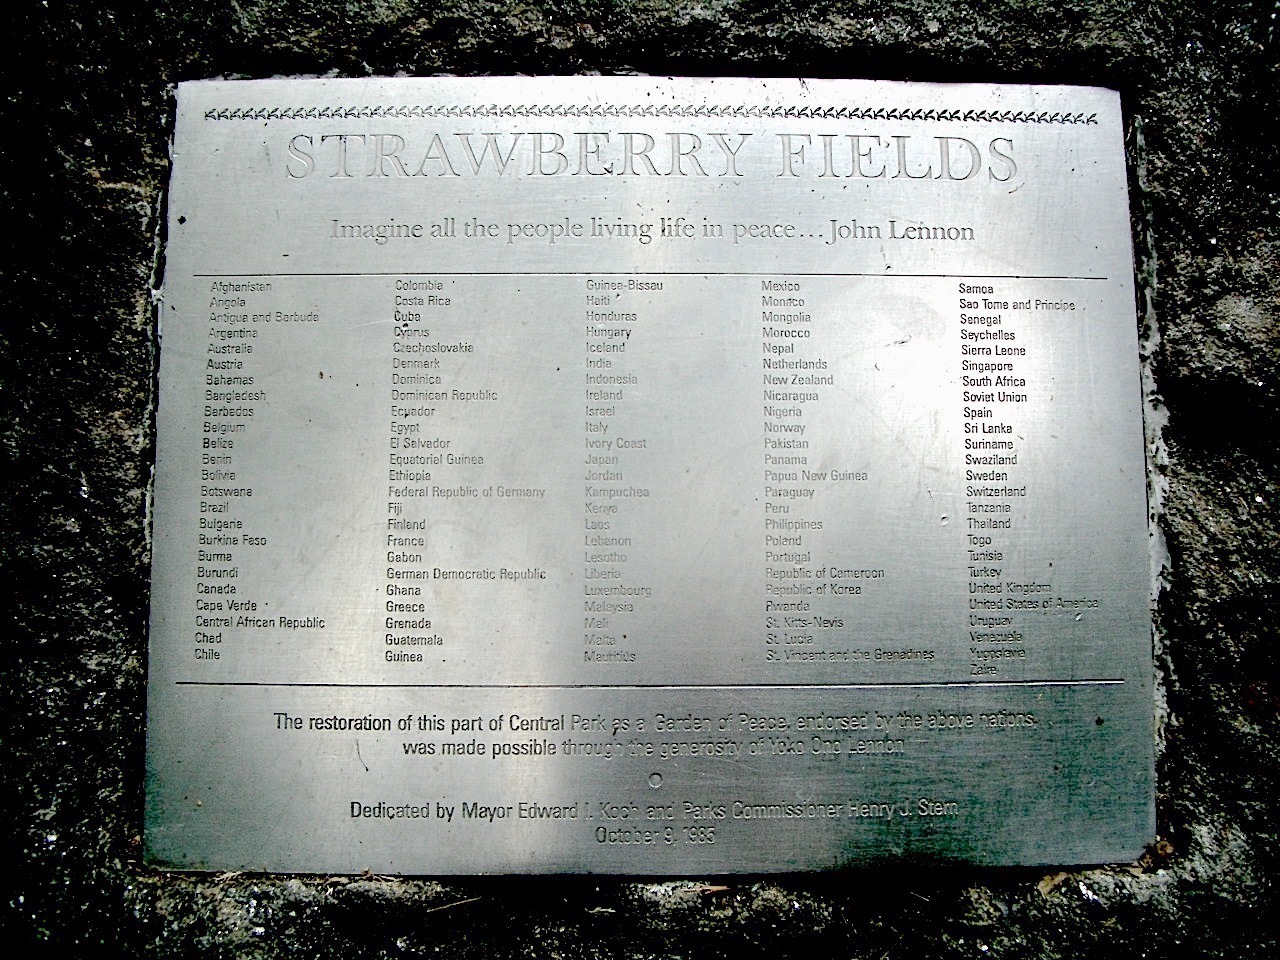 STRAWBERRY FIELDS
Imagine all the people living life in peace...John Lennon
Afghanistan
Angola
Antigua and Barbuda
Argentina
Australia
Austria
Bahamas
Bangladesh
Barbados
Belgium
Belize
Benin
Bolivia
Botswana
Brazil
Bulgaria
Burkina Faso
Burma
Burundi
Canada
Cape Verde
Central African Republic
Chad
Chile
Colombia
Costa Rica
Cuba
Cyprus
Czechoslovakia
Denmark
Dominica
Dominican Republic
Ecuador
Egypt
El Salvador
Equatorial Guinea
Ethiopia
Federal Republic of Germany
Fiji
Finland
France
Gabon
German Democratic Republic
Ghana
Greece
Grenada
Guatemala
Guinea
Guinea-Bissau
Haiti
Honduras
Hungary
Iceland
India
Indonesia
Ireland
Israel
Italy
Ivory Coast
Japan
Jordan
Kampuchea
Kenya
Laos
Lebanon
Lesotho
Liberia
Luxembourg
Malaysia
Mali
Malta
Mauritius
Mexico
Monaco
Mongolia
Morocco
Nepal
Netherlands
New Zealand
Nicaragua
Nigeria
Norway
Pakistan
Panama
Papua New Guinea
Paraguay
Peru
Philippines
Poland
Portugal
Republic of Cameroon
Republic of Korea
Rwanda
St. Kitts-Nevis
St. Lucia
St. Vincent and the Grenadines
Samoa
Sao Tome and Principe
Senegal
Seychelles
Sierra Leone
Singapore
South Africa
Soviet Union
Spain
Sri Lanka
Suriname
Swaziland
Sweden
Switzerland
Tanzania
Thailand
Togo
Tunisia
Turkey
United Kingdom
United States of America
Uruguay
Venezuela
Yugoslavia
Zaire
The restoration of this part of Central Park as a Garden of Peace, endorsed by the above nations,
was made possible through the generosity of Yoko Ono Lennon
Dedicated by Mayor Edward I. Koch and Parks Commissioner Henry J. Stern
October 9, 1985